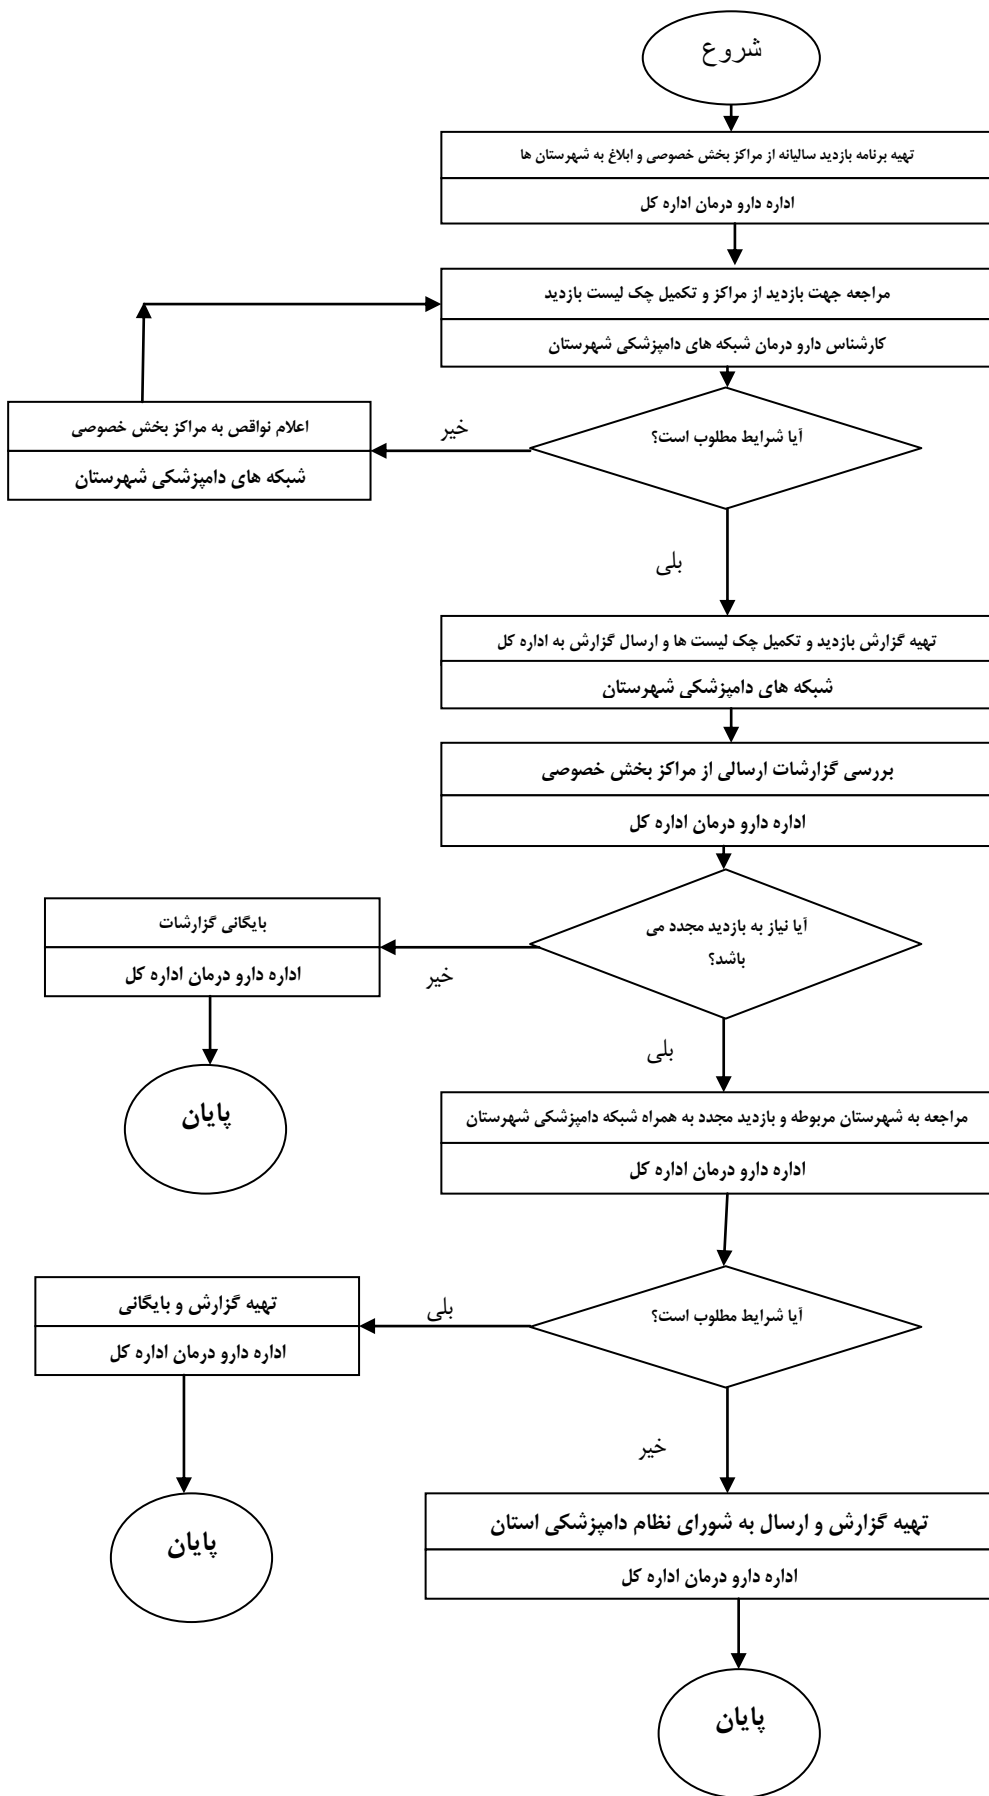 شروع
تهیه برنامه بازدید سالیانه از مراکز بخش خصوصی و ابلاغ به شهرستان ها
اداره دارو درمان اداره کل
مراجعه جهت بازدید از مراکز و تکمیل چک لیست بازدید
کارشناس دارو درمان شبکه های دامپزشکی شهرستان
آیا شرایط مطلوب است؟
خیر
اعلام نواقص به مراکز بخش خصوصی
شبکه های دامپزشکی شهرستان
بلی
تهیه گزارش بازدید و تکمیل چک لیست ها و ارسال گزارش به اداره کل
شبکه های دامپزشکی شهرستان
بررسی گزارشات ارسالی از مراکز بخش خصوصی
اداره دارو درمان اداره کل
آیا نیاز به بازدید مجدد می
باشد؟
خیر
بایگانی گزارشات
اداره دارو درمان اداره کل
پایان
بلی
مراجعه به شهرستان مربوطه و بازدید مجدد به همراه شبکه دامپزشکی شهرستان
اداره دارو درمان اداره کل
آیا شرایط مطلوب است؟
بلی
تهیه گزارش و بایگانی
اداره دارو درمان اداره کل
پایان
خیر
تهیه گزارش و ارسال به شورای نظام دامپزشکی استان
اداره دارو درمان اداره کل
پایان